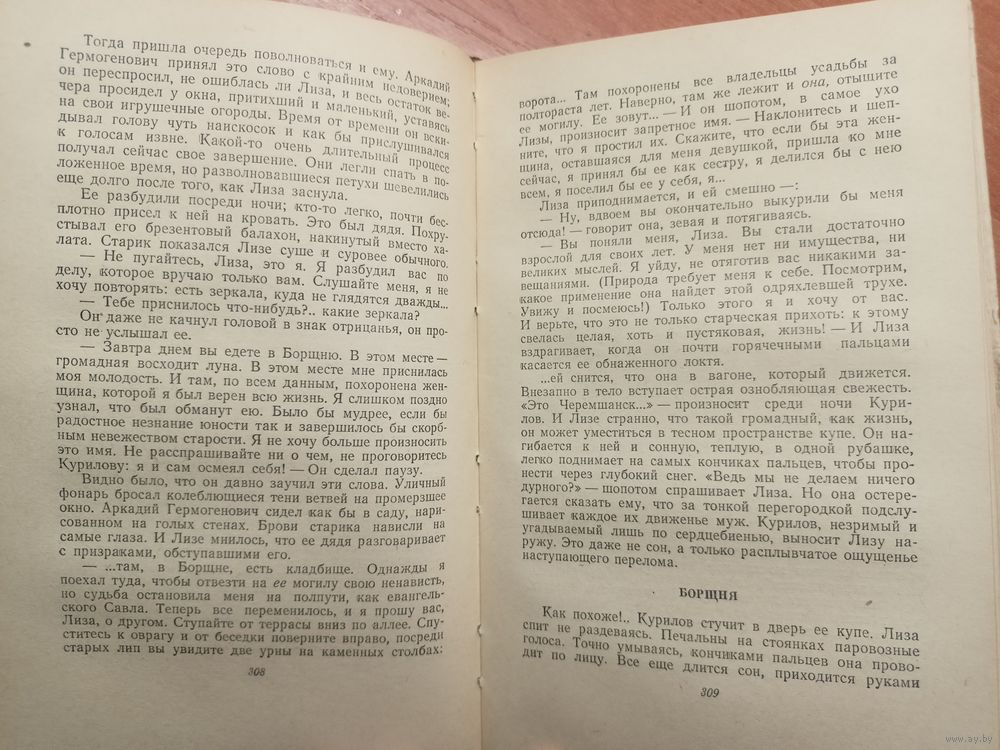 Тогда пришла очередь поволноваться и ему. Аркадий
Гермогенович принял это слово с крайним недоверием;
он переспросил, не ошиблась ли Лиза, и весь остаток ве-
чера просидел у окна, притихший и маленький, уставясь
на свои игрушечные огороды. Время от времени он вски-
дывал голову чуть наискосок и как бы прислушивался
к голосам извне. Какой-то очень длительный процесс
получал сейчас свое завершение. Они легли спать в по-
ложенное время, но разволновавшиеся петухи шевелились
еще долго после того, как Лиза заснула.
Ее разбудили посреди ночи; кто-то легко, почти бес-
плотно присел к ней на кровать. Это был дядя. Похру-
стывал его брезентовый балахон, накинутый вместо ха-
лата. Старик показался Лизе суше и суровее обычного.
— Не пугайтесь, Лиза, это я. Я разбудил вас по
делу, которое вручаю только вам. Слушайте меня, я не
хочу повторять: есть зеркала, куда не глядятся дважды...
— Тебе приснилось что-нибудь?.. какие зеркала?
Он даже не качнул головой в знак отрицанья, он про-
сто не услышал ее.
— Завтра днем вы едете в Борщню. В этом месте —
громадная восходит луна. В этом месте мне приснилась
моя молодость. И там, по всем данным, похоронена жен-
щина, которой я был верен всю жизнь. Я слишком поздно
узнал, что был обманут ею. Было бы мудрее, если бы
радостное незнание юности так и завершилось бы скорб-
ным невежеством старости. Я не хочу больше произносить
это имя. Не расспрашивайте ни о чем, не проговоритесь
Курилову: я и сам осмеял себя! — Он сделал паузу.
Видно было, что он давно заучил эти слова. Уличный
фонарь бросал колеблющиеся тени ветвей на промерзшее
окно. Аркадий Гермогенович сидел как бы в саду, нари-
сованном на голых стенах. Брови старика нависли на
самые глаза. И Лизе мнилось, что ее дядя разговаривает
с призраками, обступавшими его.
— ...там, в Борщне, есть кладбище. Однажды я
поехал туда, чтобы отвезти на ее могилу свою ненависть,
но судьба остановила меня на полпути, как евангель-
ского Савла. Теперь все переменилось, и я прошу вас,
Лиза, о другом. Ступайте от террасы вниз по аллее. Спу-
ститесь к оврагу и от беседки поверните вправо, посреди
старых лип вы увидите две урны на каменных столбах:
308
ворота... Там похоронены все владельцы усадьбы за
полтораста лет. Наверно, там же лежит и она, отыщите
ее могилу. Ее зовут... — И он шопотом, в самое ухо
Лизы, произносит запретное имя. — Наклонитесь и шеп-
ните, что я простил их. Скажите, что если бы эта жен-
щина, оставшаяся для меня девушкой, пришла ко мне
сейчас, я принял бы ее как сестру, я делился бы с нею
всем, я поселил бы ее у себя, я...
Лиза приподнимается, и ей смешно —:
— Ну, вдвоем вы окончательно выкурили бы меня
отсюда! — говорит она, зевая и потягиваясь.
— Вы поняли меня, Лиза. Вы стали достаточно
взрослой для своих лет. У меня нет ни имущества, ни
великих мыслей. Я уйду, не отяготив вас никакими за-
вещаниями. (Природа требует меня к себе. Посмотрим,
какое применение она найдет этой одряхлевшей трухе.
Увижу и посмеюсь!) Только этого я и хочу от вас.
И верьте, что это не только старческая прихоть: к этому
свелась целая, хоть и пустяковая, жизнь! — И Лиза
вздрагивает, когда он почти горячечными пальцами
касается ее обнаженного локтя.
...ей снится, что она в вагоне, который движется.
Внезапно в тело вступает острая ознобляющая свежесть.
«Это Черемшанск...» — произносит среди ночи Кури-
лов. И Лизе странно, что такой громадный, как жизнь,
он может уместиться в тесном пространстве купе. Он на-
гибается к ней и сонную, теплую, в одной рубашке,
легко поднимает на самых кончиках пальцев, чтобы про-
нести через глубокий снег. «Ведь мы не делаем ничего
дурного?» — шопотом спрашивает Лиза. Но она остере-
гается сказать ему, что за тонкой перегородкой подслу-
шивает каждое их движенье муж. Курилов, незримый и
угадываемый лишь по сердцебиенью, выносит Лизу на-
ружу. Это даже не сон, а только расплывчатое ощущенье
наступающего перелома.
БОРЩНЯ
Как похоже!.. Курилов стучит в дверь ее купе. Лиза
спит не раздеваясь. Печальны на стоянках паровозные
голоса. Точно умываясь, кончиками пальцев она прово-
дит по лицу. Все еще длится сон, приходится руками
309
www.ay.by